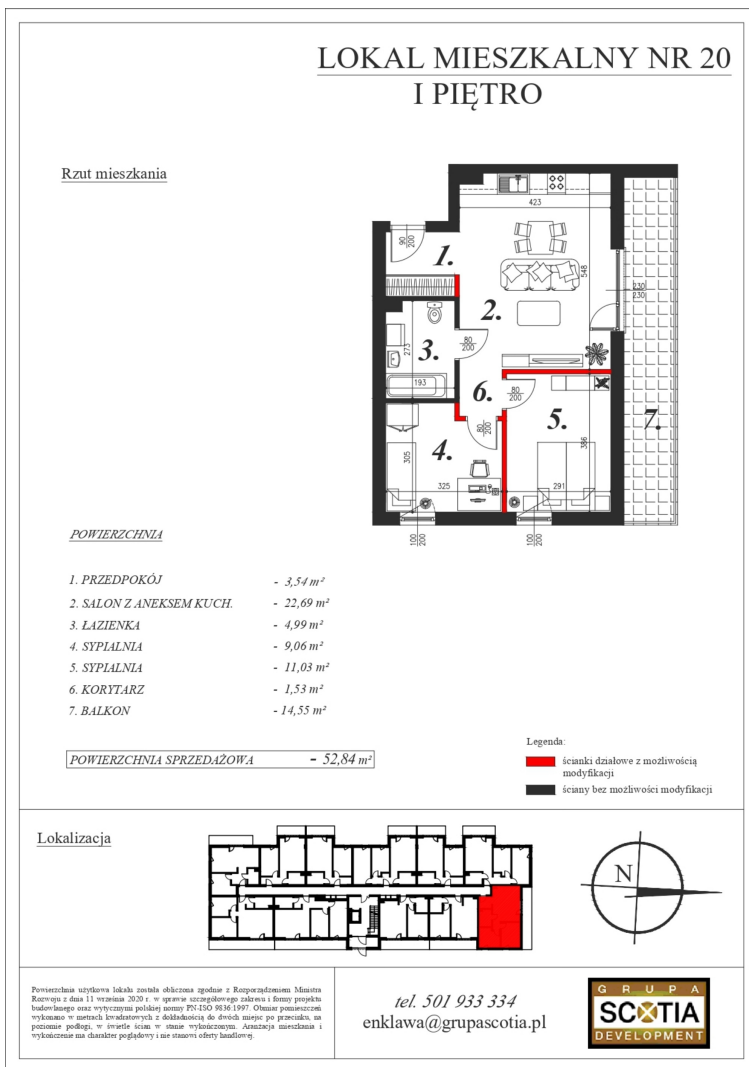 LOKAL MIESZKALNY NR 20
I PIĘTRO
Rzut mieszkania
423
90
200
1.
548
230
230
2.
80
200
3.
273
193
6.
80
200
5.
7.
80
200
4.
386
305
325
291
100
200
100
200
POWIERZCHNIA
1. PRZEDPOKÓJ - 3,54 m²
2. SALON Z ANEKSEM KUCH. - 22,69 m²
3. ŁAZIENKA - 4,99 m²
4. SYPIALNIA - 9,06 m²
5. SYPIALNIA - 11,03 m²
6. KORYTARZ - 1,53 m²
7. BALKON - 14,55 m²
POWIERZCHNIA SPRZEDAŻOWA - 52,84 m²
Legenda:
ścianki działowe z możliwością
modyfikacji
ściany bez możliwości modyfikacji
Lokalizacja
N
Powierzchnia użytkowa lokalu została obliczona zgodnie z Rozporządzeniem Ministra
Rozwoju z dnia 11 września 2020 r. w sprawie szczegółowego zakresu i formy projektu
budowlanego oraz wytycznymi polskiej normy PN-ISO 9836:1997. Obmiar pomieszczeń
wykonano w metrach kwadratowych z dokładnością do dwóch miejsc po przecinku, na
poziomie podłogi, w świetle ścian w stanie wykończonym. Aranżacja mieszkania i
wykończenie ma charakter poglądowy i nie stanowi oferty handlowej.
tel. 501 933 334
enklawa@grupascotia.pl
GRUPA
SCOTIA
DEVELOPMENT